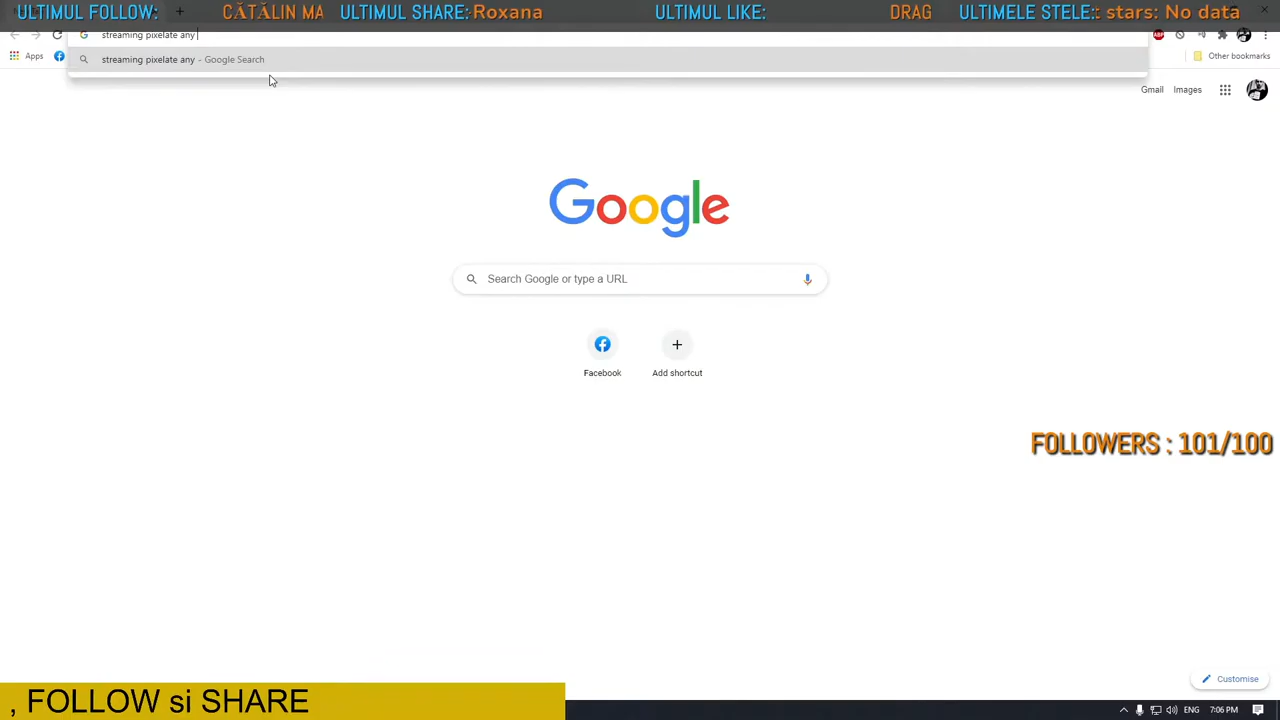 ULTIMUL FOLLOW: CĂTĂLIN MA ULTIMUL SHARE: Roxana ULTIMUL LIKE: DRAG ULTIMELE STELE: stars: No data
streaming pixelate any
Apps Other bookmarks
streaming pixelate any - Google Search
Gmail Images
Google
Search Google or type a URL
Facebook Add shortcut
FOLLOWERS : 101/100
Customise
, FOLLOW si SHARE
ENG 7:06 PM